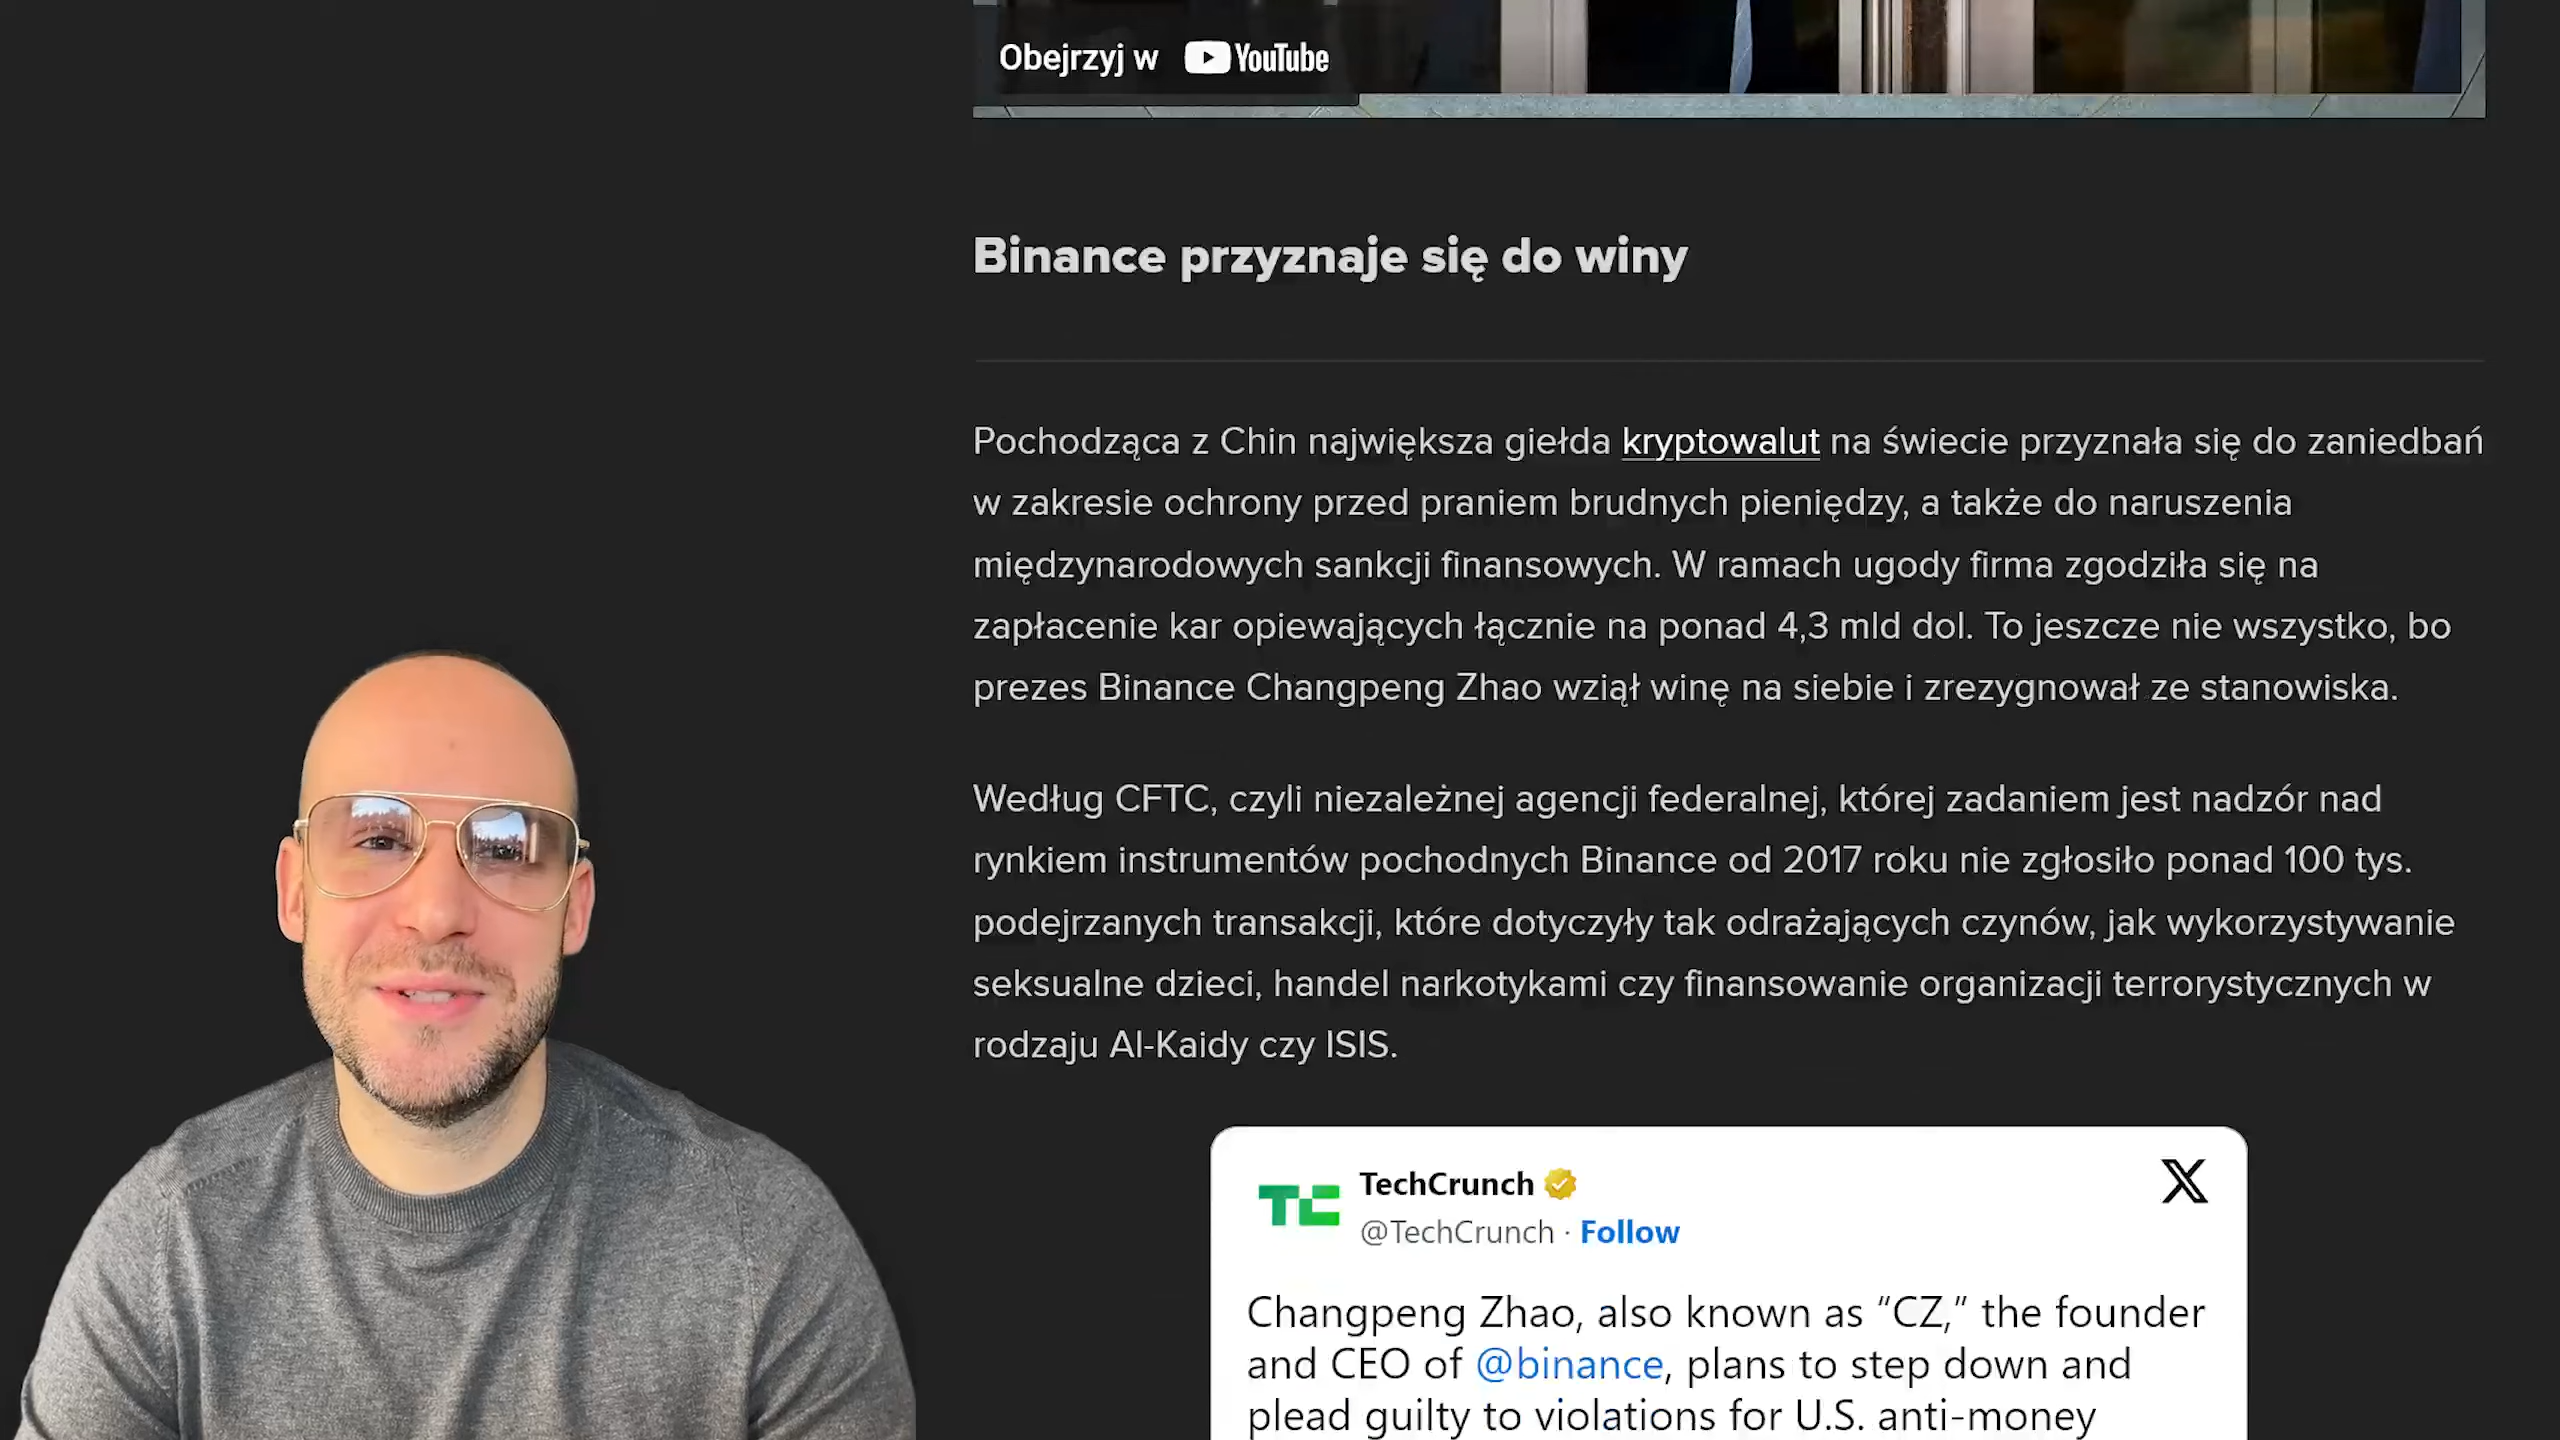 Obejrzyj w YouTube
Binance przyznaje się do winy
Pochodząca z Chin największa giełda kryptowalut na świecie przyznała się do zaniedbań
w zakresie ochrony przed praniem brudnych pieniędzy, a także do naruszenia
międzynarodowych sankcji finansowych. W ramach ugody firma zgodziła się na
zapłacenie kar opiewających łącznie na ponad 4,3 mld dol. To jeszcze nie wszystko, bo
prezes Binance Changpeng Zhao wziął winę na siebie i zrezygnował ze stanowiska.
Według CFTC, czyli niezależnej agencji federalnej, której zadaniem jest nadzór nad
rynkiem instrumentów pochodnych Binance od 2017 roku nie zgłosiło ponad 100 tys.
podejrzanych transakcji, które dotyczyły tak odrażających czynów, jak wykorzystywanie
seksualne dzieci, handel narkotykami czy finansowanie organizacji terrorystycznych w
rodzaju Al-Kaidy czy ISIS.
TC
TechCrunch
X
@TechCrunch · Follow
Changpeng Zhao, also known as “CZ,” the founder
and CEO of @binance, plans to step down and
plead guilty to violations for U.S. anti-money